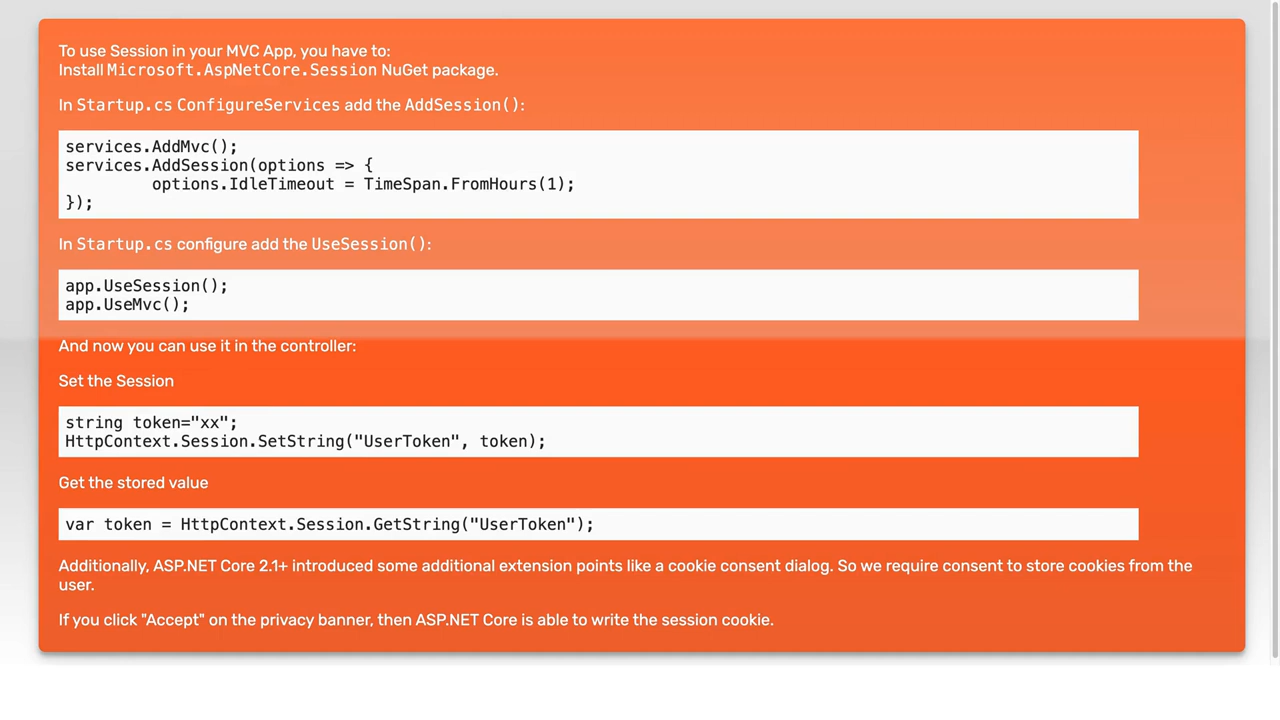 To use Session in your MVC App, you have to:
Install Microsoft.AspNetCore.Session NuGet package.
In Startup.cs ConfigureServices add the AddSession():
services.AddMvc();
services.AddSession(options => {
        options.IdleTimeout = TimeSpan.FromHours(1);
});
In Startup.cs configure add the UseSession():
app.UseSession();
app.UseMvc();
And now you can use it in the controller:
Set the Session
string token="xx";
HttpContext.Session.SetString("UserToken", token);
Get the stored value
var token = HttpContext.Session.GetString("UserToken");
Additionally, ASP.NET Core 2.1+ introduced some additional extension points like a cookie consent dialog. So we require consent to store cookies from the
user.
If you click "Accept" on the privacy banner, then ASP.NET Core is able to write the session cookie.